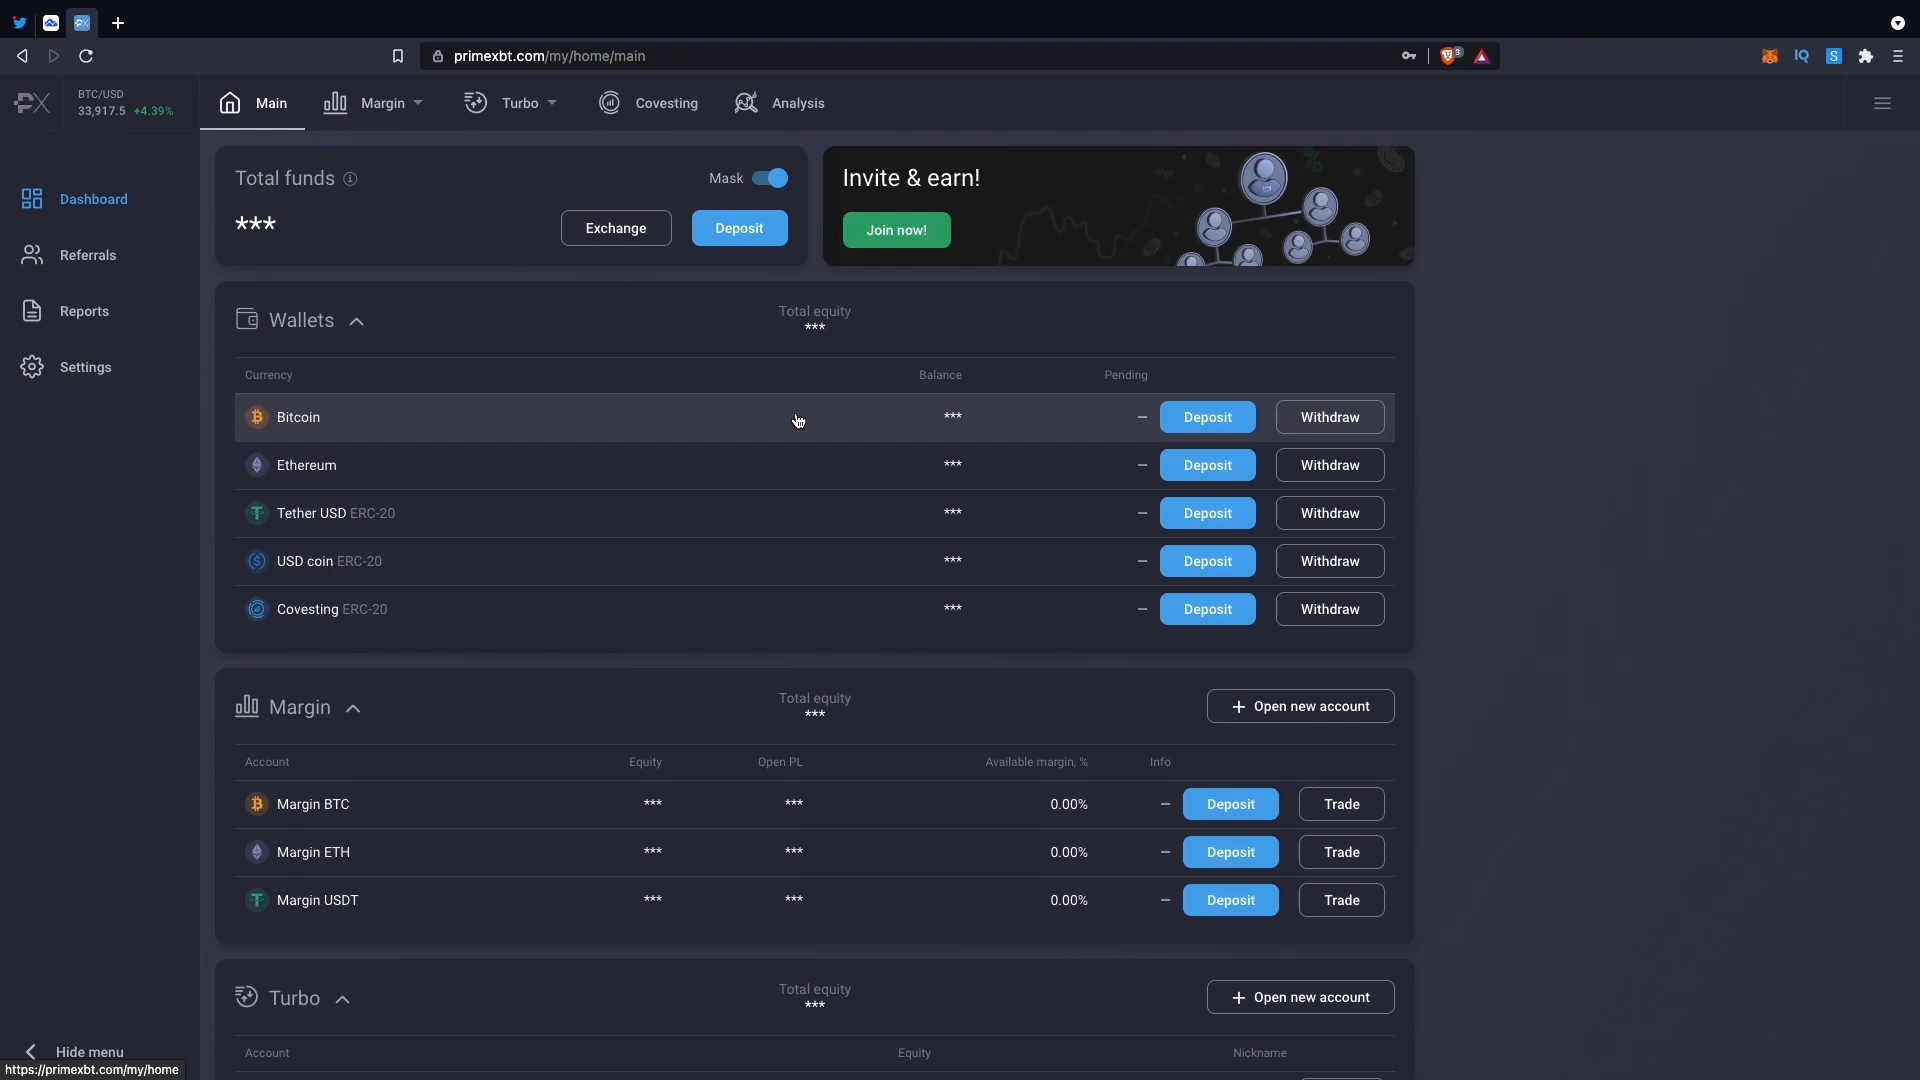 primexbt.com/my/home/main
3
IQ
S
BTC/USD
33,917.5 +4.39%
Main
Margin
Turbo
Covesting
Analysis
Dashboard
Referrals
Reports
Settings
Total funds
Mask
***
Exchange
Deposit
Invite & earn!
Join now!
Wallets
Total equity
***
Currency Balance Pending
Bitcoin *** – Deposit Withdraw
Ethereum *** – Deposit Withdraw
Tether USD ERC-20 *** – Deposit Withdraw
USD coin ERC-20 *** – Deposit Withdraw
Covesting ERC-20 *** – Deposit Withdraw
Margin
Total equity
***
+ Open new account
Account Equity Open PL Available margin, % Info
Margin BTC *** *** 0.00% – Deposit Trade
Margin ETH *** *** 0.00% – Deposit Trade
Margin USDT *** *** 0.00% – Deposit Trade
Turbo
Total equity
***
+ Open new account
Account Equity Nickname
Hide menu
https://primexbt.com/my/home